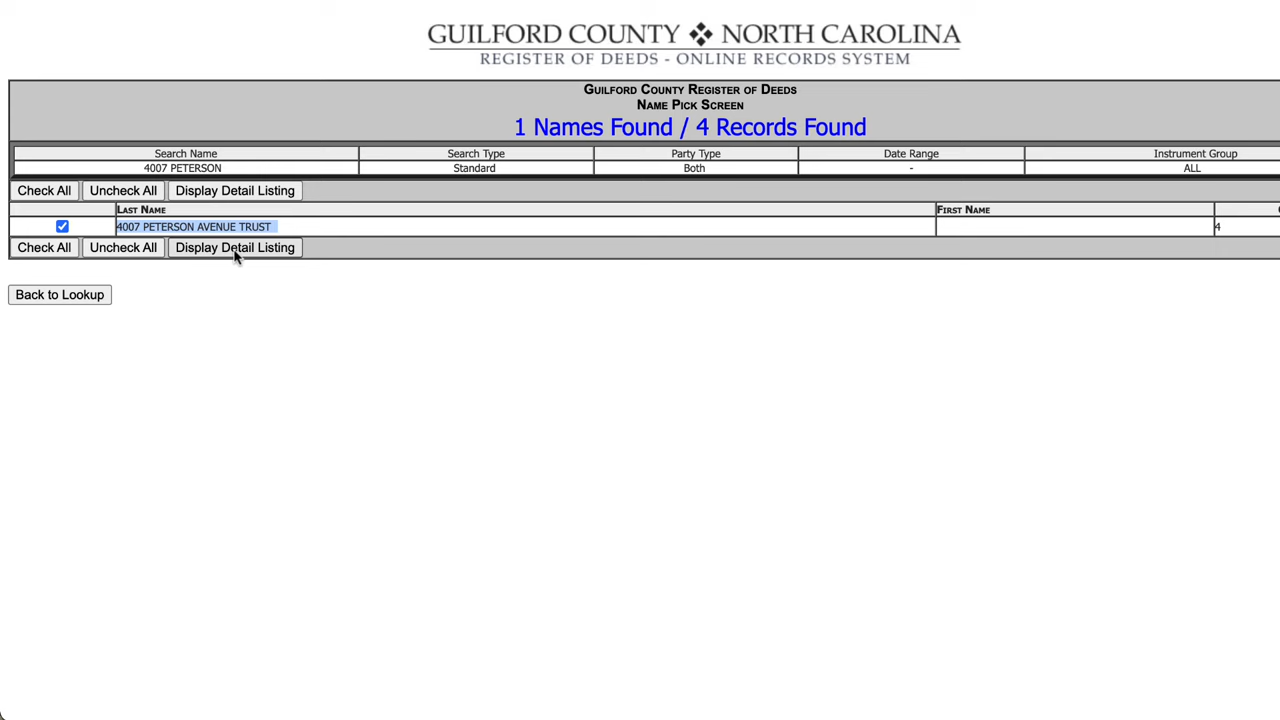 GUILFORD COUNTY ❖ NORTH CAROLINA
REGISTER OF DEEDS - ONLINE RECORDS SYSTEM
Guilford County Register of Deeds
Name Pick Screen
1 Names Found / 4 Records Found
Search Name Search Type Party Type Date Range Instrument Group
4007 PETERSON Standard Both - ALL
Check All Uncheck All Display Detail Listing
Last Name First Name
4007 PETERSON AVENUE TRUST 4
Check All Uncheck All Display Detail Listing
Back to Lookup